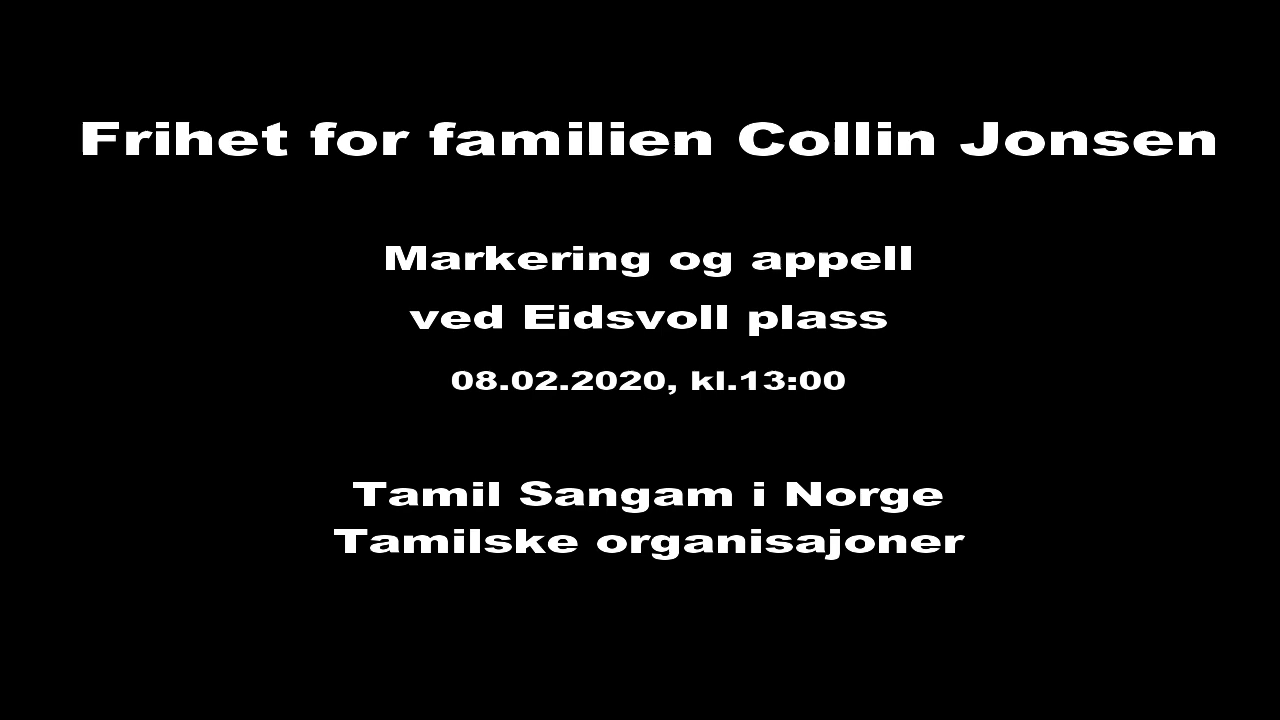 Frihet for familien Collin Jonsen
Markering og appell
ved Eidsvoll plass
08.02.2020, kl.13:00
Tamil Sangam i Norge
Tamilske organisajoner